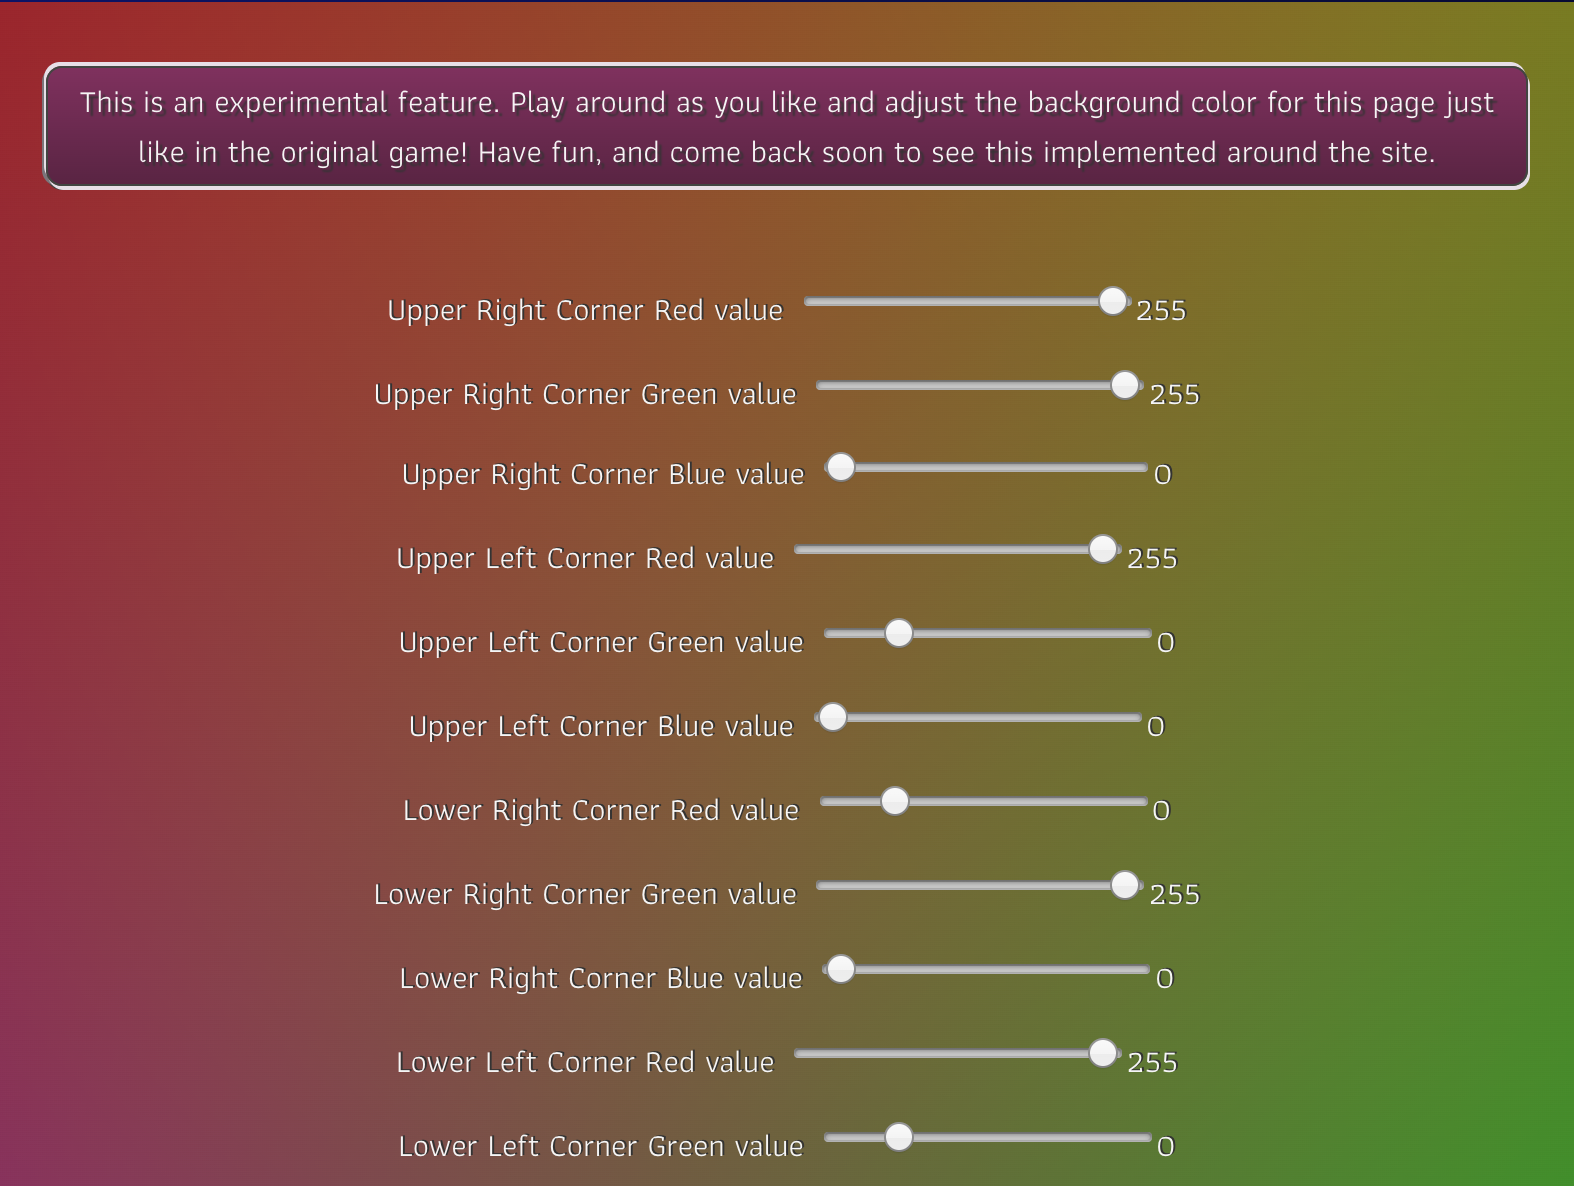 This is an experimental feature. Play around as you like and adjust the background color for this page just
like in the original game! Have fun, and come back soon to see this implemented around the site.
Upper Right Corner Red value 255
Upper Right Corner Green value 255
Upper Right Corner Blue value 0
Upper Left Corner Red value 255
Upper Left Corner Green value 0
Upper Left Corner Blue value 0
Lower Right Corner Red value 0
Lower Right Corner Green value 255
Lower Right Corner Blue value 0
Lower Left Corner Red value 255
Lower Left Corner Green value 0